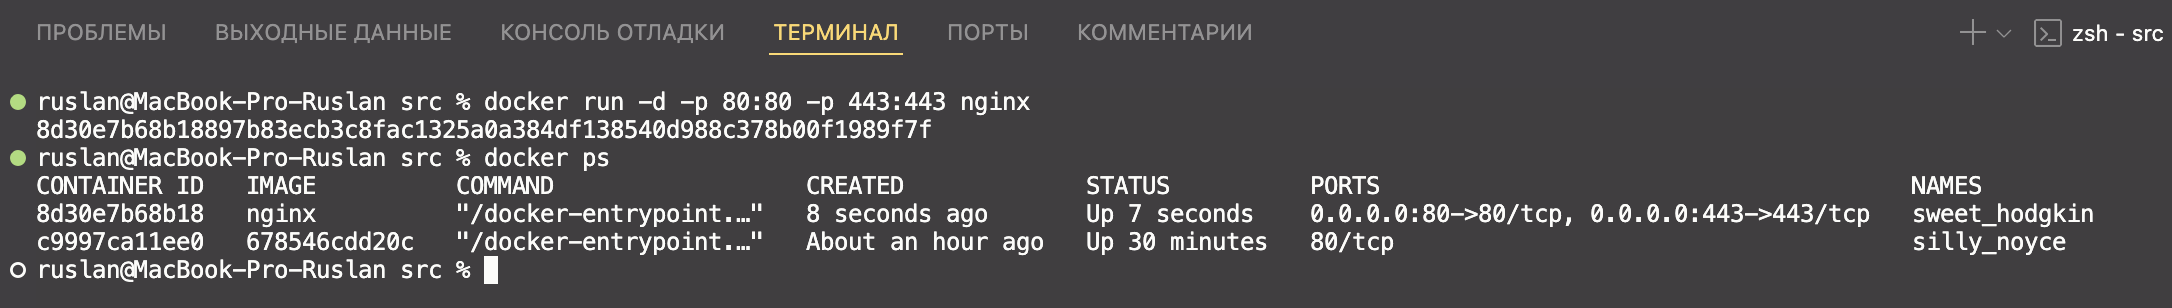 ПРОБЛЕМЫ ВЫХОДНЫЕ ДАННЫЕ КОНСОЛЬ ОТЛАДКИ ТЕРМИНАЛ ПОРТЫ КОММЕНТАРИИ zsh - src
ruslan@MacBook-Pro-Ruslan src % docker run -d -p 80:80 -p 443:443 nginx
8d30e7b68b18897b83ecb3c8fac1325a0a384df138540d988c378b00f1989f7f
ruslan@MacBook-Pro-Ruslan src % docker ps
CONTAINER ID IMAGE COMMAND CREATED STATUS PORTS NAMES
8d30e7b68b18 nginx "/docker-entrypoint.…" 8 seconds ago Up 7 seconds 0.0.0.0:80->80/tcp, 0.0.0.0:443->443/tcp sweet_hodgkin
c9997ca11ee0 678546cdd20c "/docker-entrypoint.…" About an hour ago Up 30 minutes 80/tcp silly_noyce
ruslan@MacBook-Pro-Ruslan src %